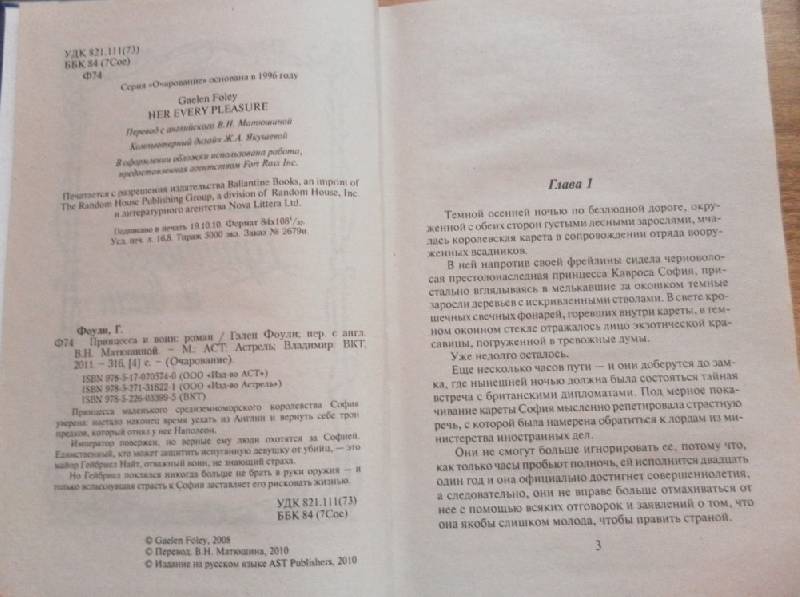 УДК 821.111(73)
ББК 84 (7Сое)
Ф74
Серия «Очарование» основана в 1996 году
Gaelen Foley
HER EVERY PLEASURE
Перевод с английского В.Н. Матюшиной
Компьютерный дизайн Ж.А. Якушевой
В оформлении обложки использована работа,
предоставленная агентством Fort Ross Inc.
Печатается с разрешения издательства Ballantine Books, an imprint of
The Random House Publishing Group, a division of Random House, Inc.
и литературного агентства Nova Littera Ltd.
Подписано в печать 19.10.10. Формат 84x108 1/32.
Усл. печ. л. 16,8. Тираж 5000 экз. Заказ № 2679и.
Фоули, Г.
Ф74 Принцесса и воин: роман / Гэлен Фоули; пер. с англ.
В.Н. Матюшиной. – М.: АСТ: Астрель; Владимир: ВКТ,
2011. – 316, [4] с. – (Очарование).
ISBN 978-5-17-070574-0 (ООО «Изд-во АСТ»)
ISBN 978-5-271-31822-1 (ООО «Изд-во Астрель»)
ISBN 978-5-226-03399-5 (ВКТ)
Принцесса маленького средиземноморского королевства София
уверена: настало наконец время уехать из Англии и вернуть себе трон
предков, который отнял у нее Наполеон.
Император повержен, но верные ему люди охотятся за Софией.
Единственный, кто может защитить испуганную девушку от убийц, — это
майор Гейбриел Найт, отважный воин, не знающий страха.
Но Гейбриел поклялся никогда больше не брать в руки оружия — и
только вспыхнувшая страсть к Софии заставляет его рисковать жизнью.
УДК 821.111(73)
ББК 84 (7Сое)
© Gaelen Foley, 2008
© Перевод. В.Н. Матюшина, 2010
© Издание на русском языке AST Publishers, 2010
Глава 1
Темной осенней ночью по безлюдной дороге, окру-
женной с обеих сторон густыми лесными зарослями, мча-
лась королевская карета в сопровождении отряда воору-
женных всадников.
В ней напротив своей фрейлины сидела черноволо-
сая престолонаследная принцесса Кавроса София, при-
стально вглядываясь в мелькавшие за окошком темные
заросли деревьев с искривленными стволами. В свете кро-
шечных свечных фонарей, горевших внутри кареты, в тем-
ном оконном стекле отражалось лицо экзотической кра-
савицы, погруженной в тревожные думы.
Уже недолго осталось.
Еще несколько часов пути — и они доберутся до зам-
ка, где нынешней ночью должна была состояться тайная
встреча с британскими дипломатами. Под мерное пока-
чивание кареты София мысленно репетировала страстную
речь, с которой была намерена обратиться к лордам из ми-
нистерства иностранных дел.
Они не смогут больше игнорировать ее, потому что,
как только часы пробьют полночь, ей исполнится двадцать
один год и она официально достигнет совершеннолетия,
а следовательно, они не вправе больше отмахиваться от
нее с помощью всяких отговорок и заявлений о том, что
она якобы слишком молода, чтобы править страной.
3